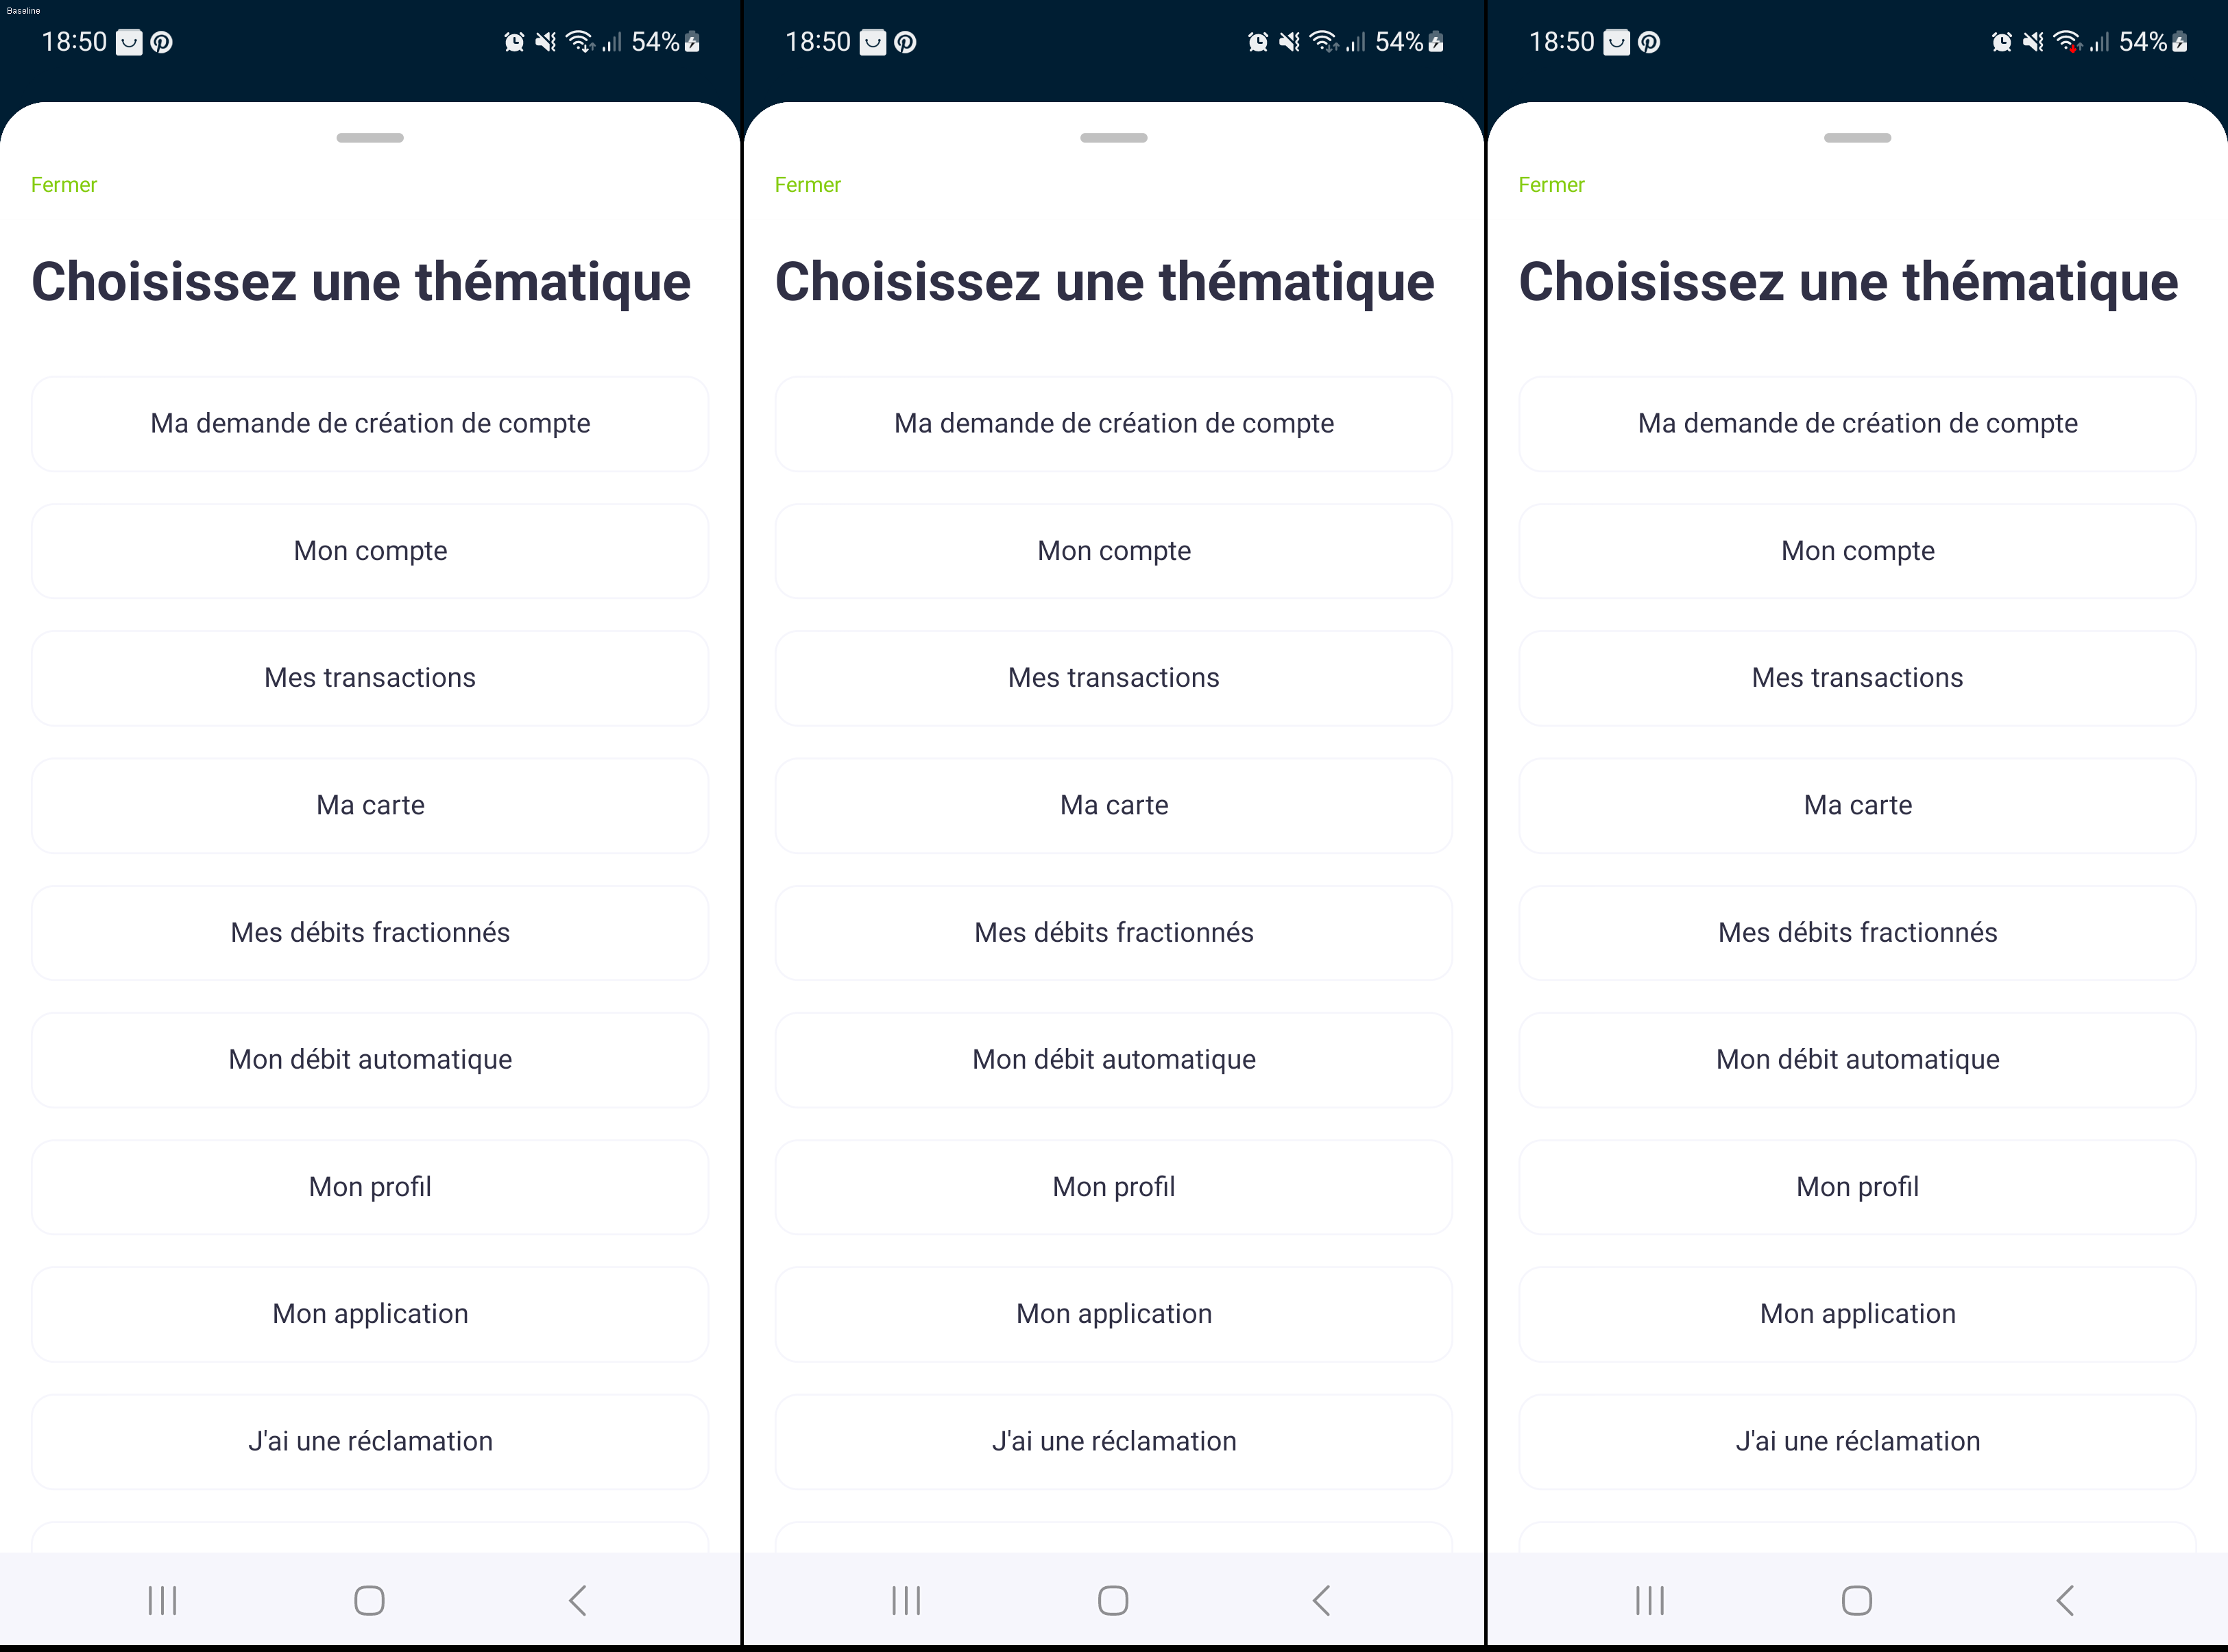 Baseline
18:50 54%
Fermer
Choisissez une thématique
Ma demande de création de compte
Mon compte
Mes transactions
Ma carte
Mes débits fractionnés
Mon débit automatique
Mon profil
Mon application
J'ai une réclamation
18:50 54%
Fermer
Choisissez une thématique
Ma demande de création de compte
Mon compte
Mes transactions
Ma carte
Mes débits fractionnés
Mon débit automatique
Mon profil
Mon application
J'ai une réclamation
18:50 54%
Fermer
Choisissez une thématique
Ma demande de création de compte
Mon compte
Mes transactions
Ma carte
Mes débits fractionnés
Mon débit automatique
Mon profil
Mon application
J'ai une réclamation